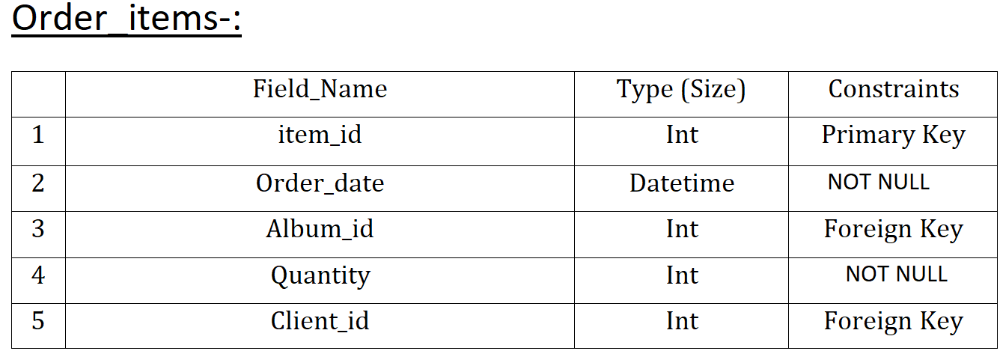 Order_items-:
Field_Name Type (Size) Constraints
1 item_id Int Primary Key
2 Order_date Datetime NOT NULL
3 Album_id Int Foreign Key
4 Quantity Int NOT NULL
5 Client_id Int Foreign Key